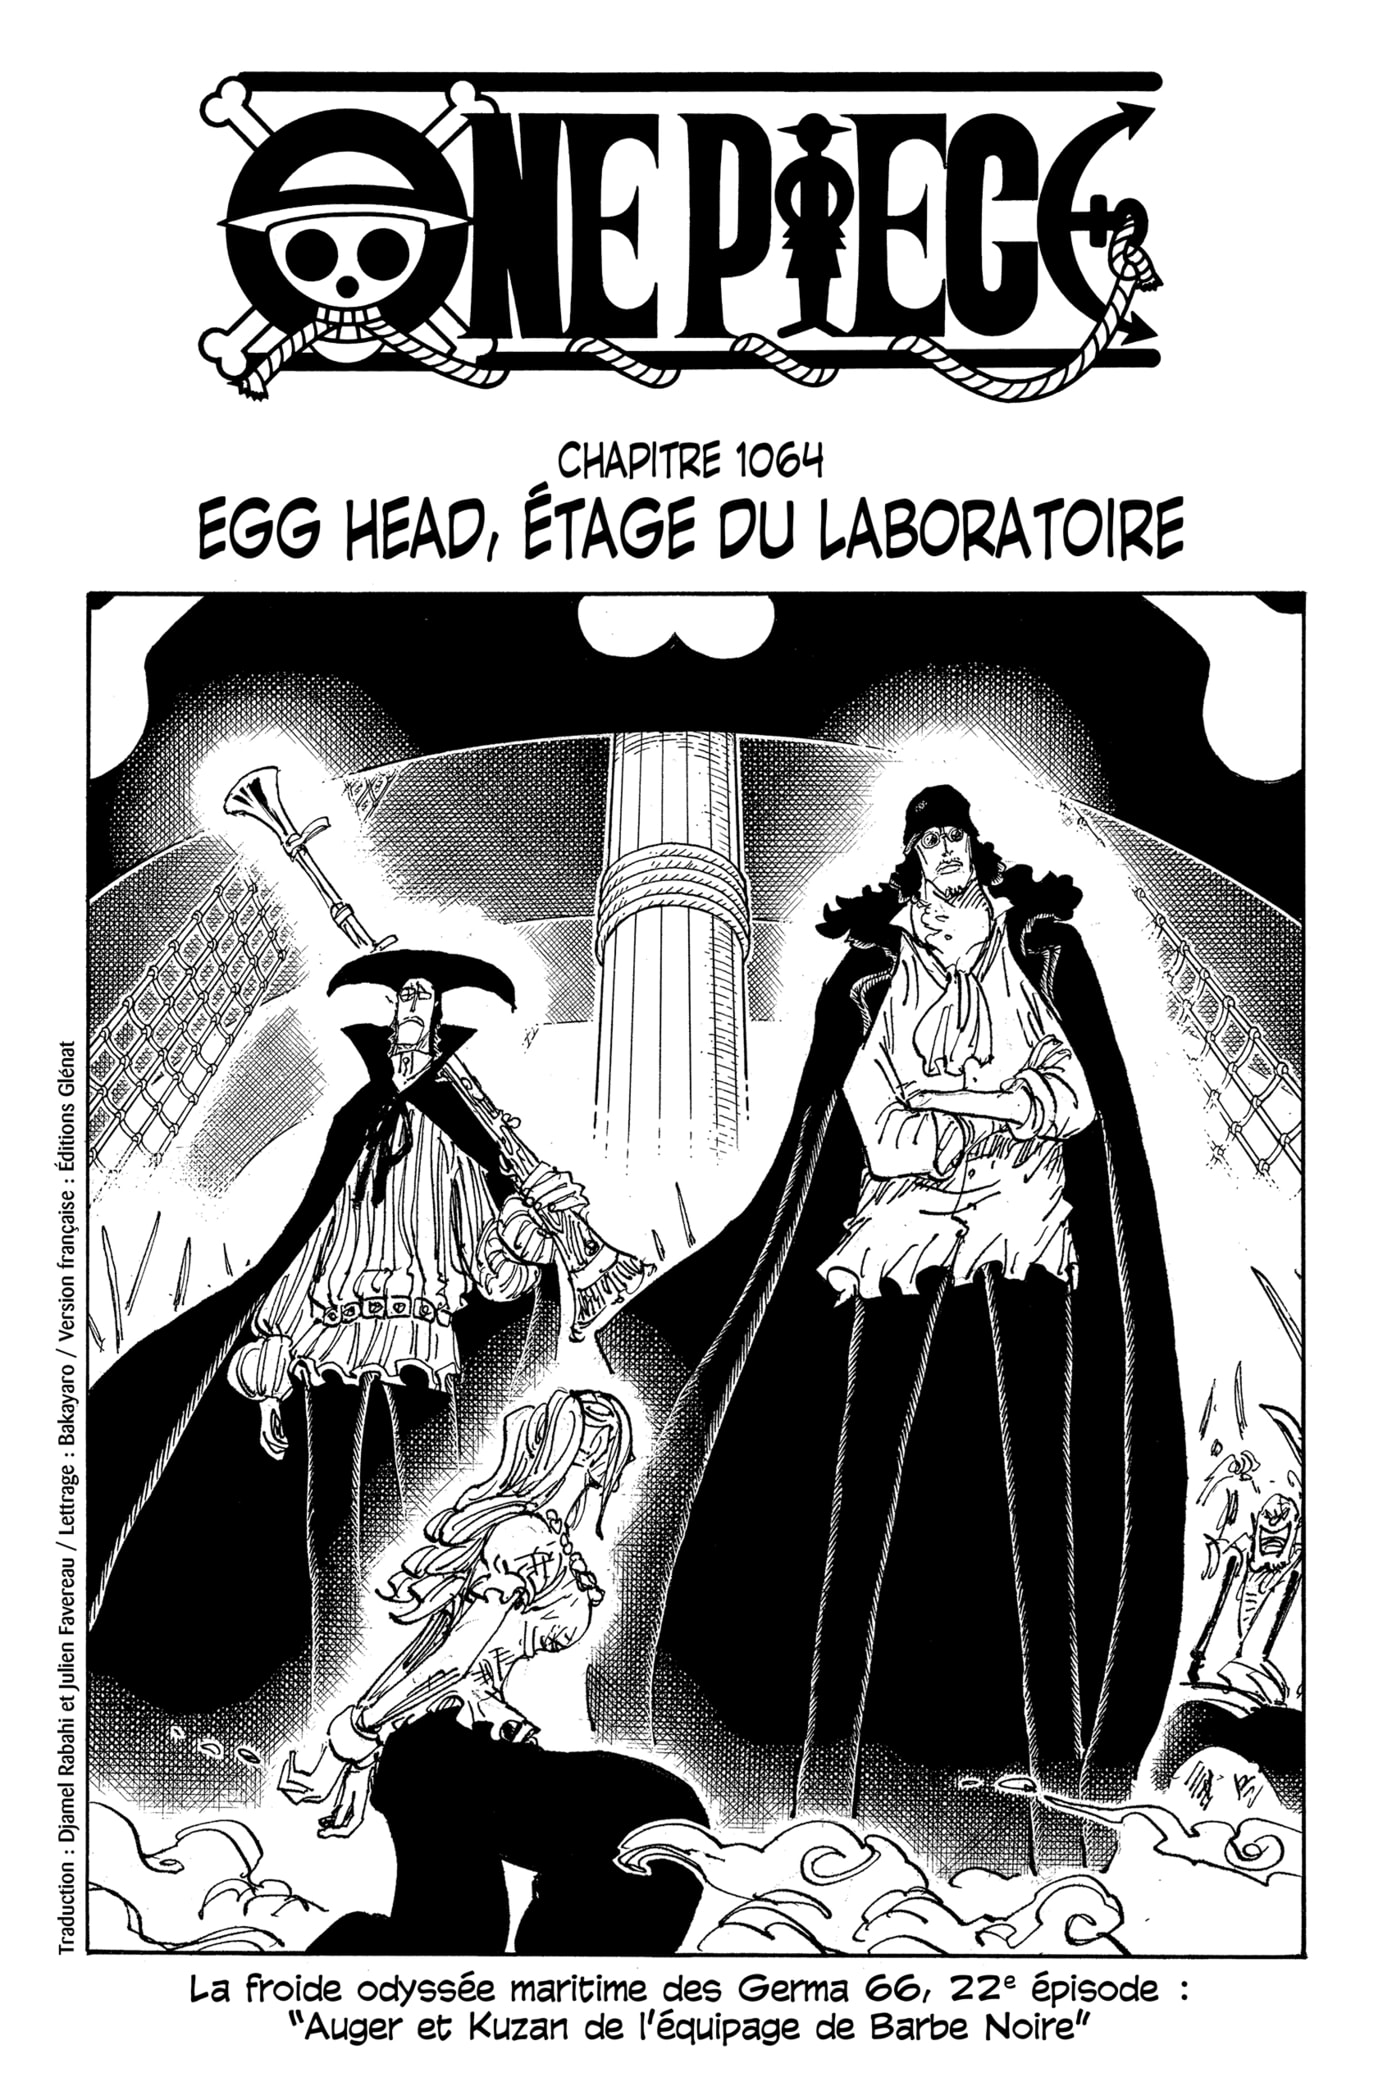 ONE PIECE
CHAPITRE 1064
EGG HEAD, ÉTAGE DU LABORATOIRE
Traduction : Djamel Rabahi et Julien Favereau / Lettrage : Bakayaro / Version française : Éditions Glénat
La froide odyssée maritime des Germa 66, 22e épisode :
"Auger et Kuzan de l'équipage de Barbe Noire"